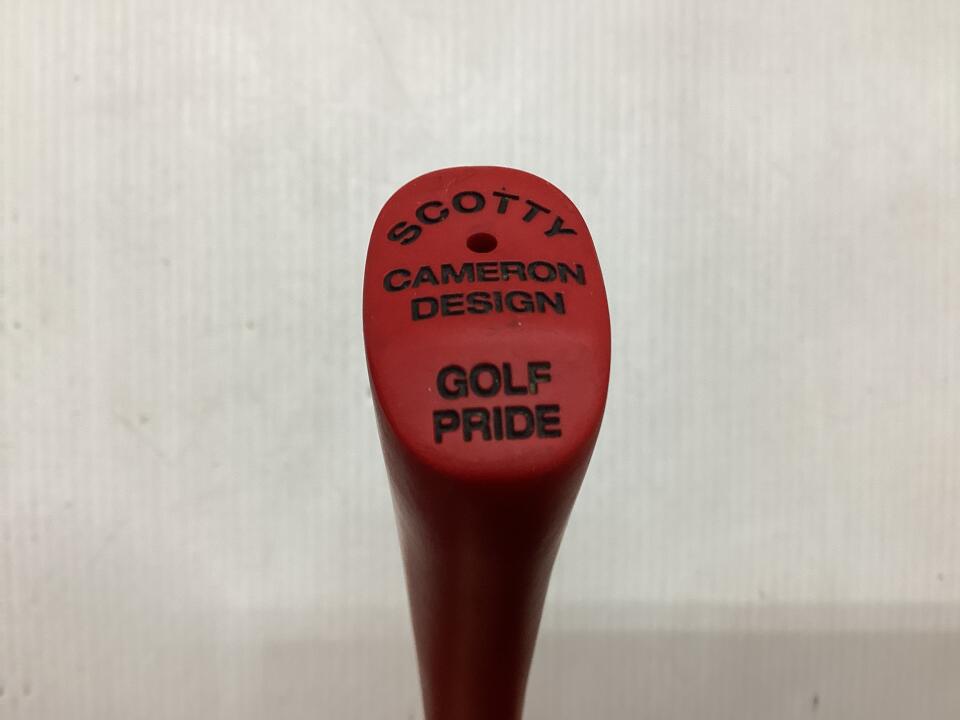 SCOTTY
CAMERON
DESIGN
GOLF
PRIDE